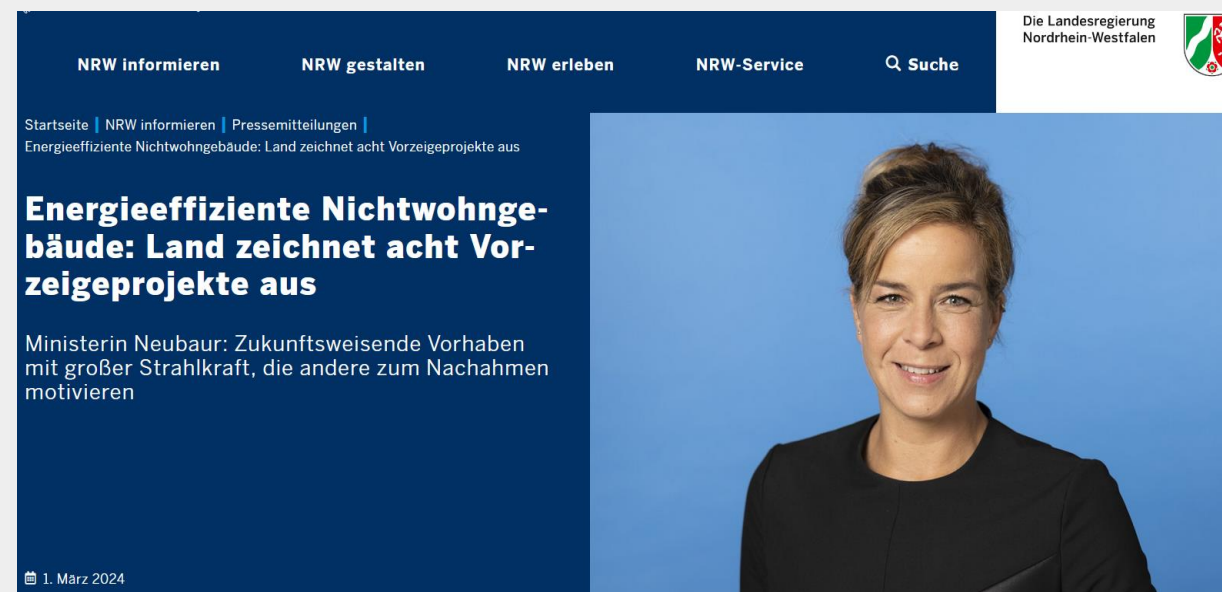 Die Landesregierung
Nordrhein-Westfalen
NRW informieren NRW gestalten NRW erleben NRW-Service Suche
Startseite | NRW informieren | Pressemitteilungen |
Energieeffiziente Nichtwohngebäude: Land zeichnet acht Vorzeigeprojekte aus
Energieeffiziente Nichtwohnge-
bäude: Land zeichnet acht Vor-
zeigeprojekte aus
Ministerin Neubaur: Zukunftsweisende Vorhaben
mit großer Strahlkraft, die andere zum Nachahmen
motivieren
1. März 2024